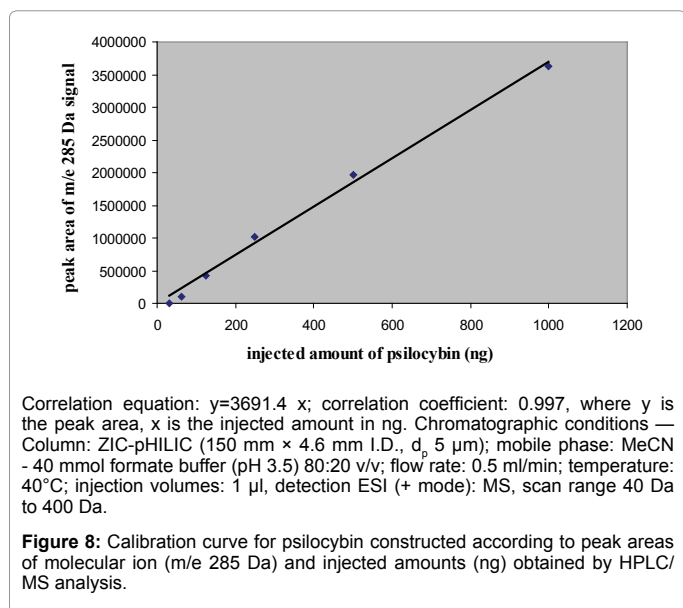 4000000
3500000
3000000
2500000
2000000
1500000
1000000
500000
0
peak area of m/e 285 Da signal
0 200 400 600 800 1000 1200
injected amount of psilocybin (ng)
Correlation equation: y=3691.4 x; correlation coefficient: 0.997, where y is
the peak area, x is the injected amount in ng. Chromatographic conditions —
Column: ZIC-pHILIC (150 mm × 4.6 mm I.D., dp 5 µm); mobile phase: MeCN
- 40 mmol formate buffer (pH 3.5) 80:20 v/v; flow rate: 0.5 ml/min; temperature:
40°C; injection volumes: 1 µl, detection ESI (+ mode): MS, scan range 40 Da
to 400 Da.
Figure 8: Calibration curve for psilocybin constructed according to peak areas
of molecular ion (m/e 285 Da) and injected amounts (ng) obtained by HPLC/
MS analysis.